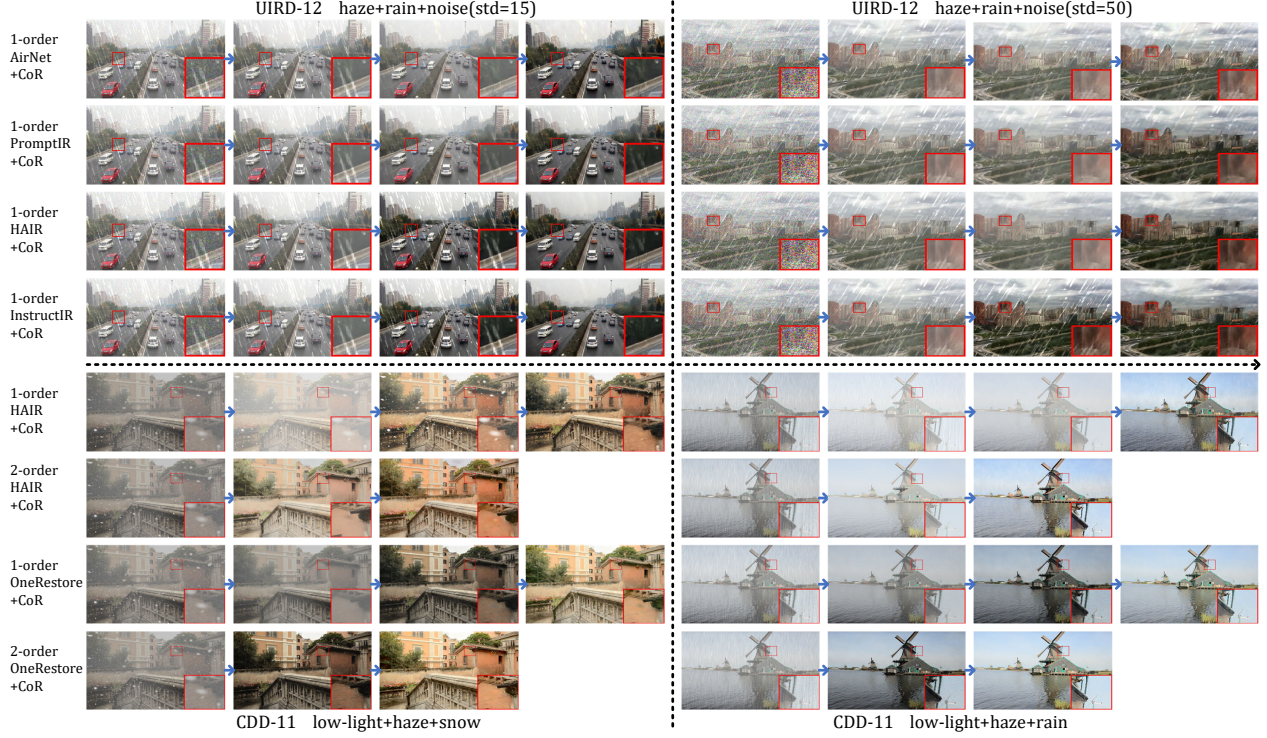 UIRD-12 haze+rain+noise(std=15)
UIRD-12 haze+rain+noise(std=50)
1-order
AirNet
+CoR
1-order
PromptIR
+CoR
1-order
HAIR
+CoR
1-order
InstructIR
+CoR
1-order
HAIR
+CoR
2-order
HAIR
+CoR
1-order
OneRestore
+CoR
2-order
OneRestore
+CoR
CDD-11 low-light+haze+snow
CDD-11 low-light+haze+rain